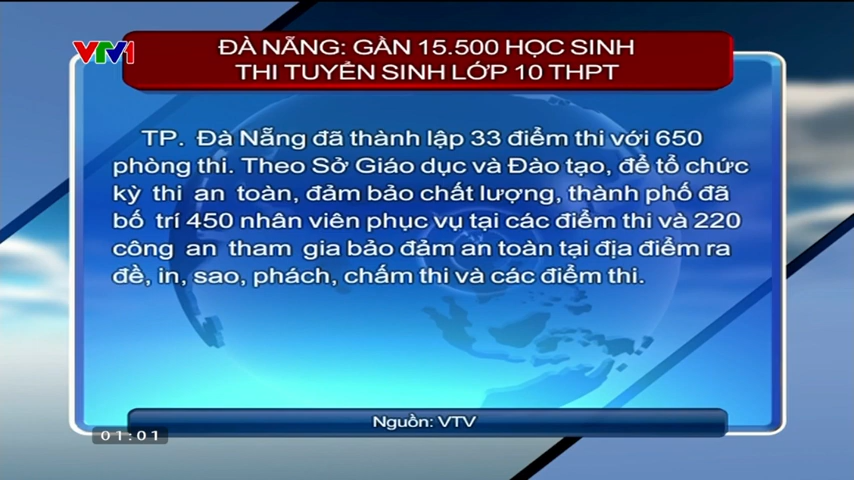 VTV1
ĐÀ NẴNG: GẦN 15.500 HỌC SINH
THI TUYỂN SINH LỚP 10 THPT
TP. Đà Nẵng đã thành lập 33 điểm thi với 650
phòng thi. Theo Sở Giáo dục và Đào tạo, để tổ chức
kỳ thi an toàn, đảm bảo chất lượng, thành phố đã
bố trí 450 nhân viên phục vụ tại các điểm thi và 220
công an tham gia bảo đảm an toàn tại địa điểm ra
đề, in, sao, phách, chấm thi và các điểm thi.
Nguồn: VTV
01:01